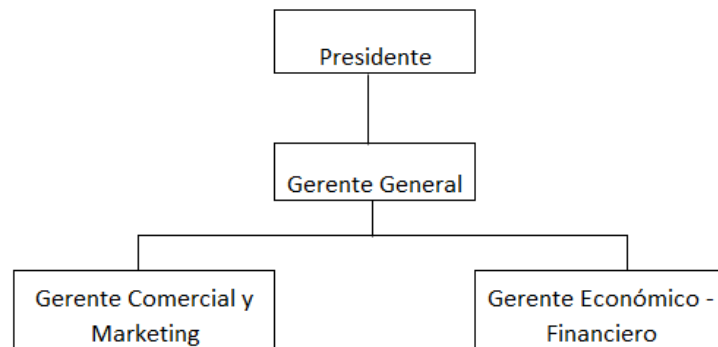 Presidente
Gerente General
Gerente Comercial y
Marketing
Gerente Económico -
Financiero